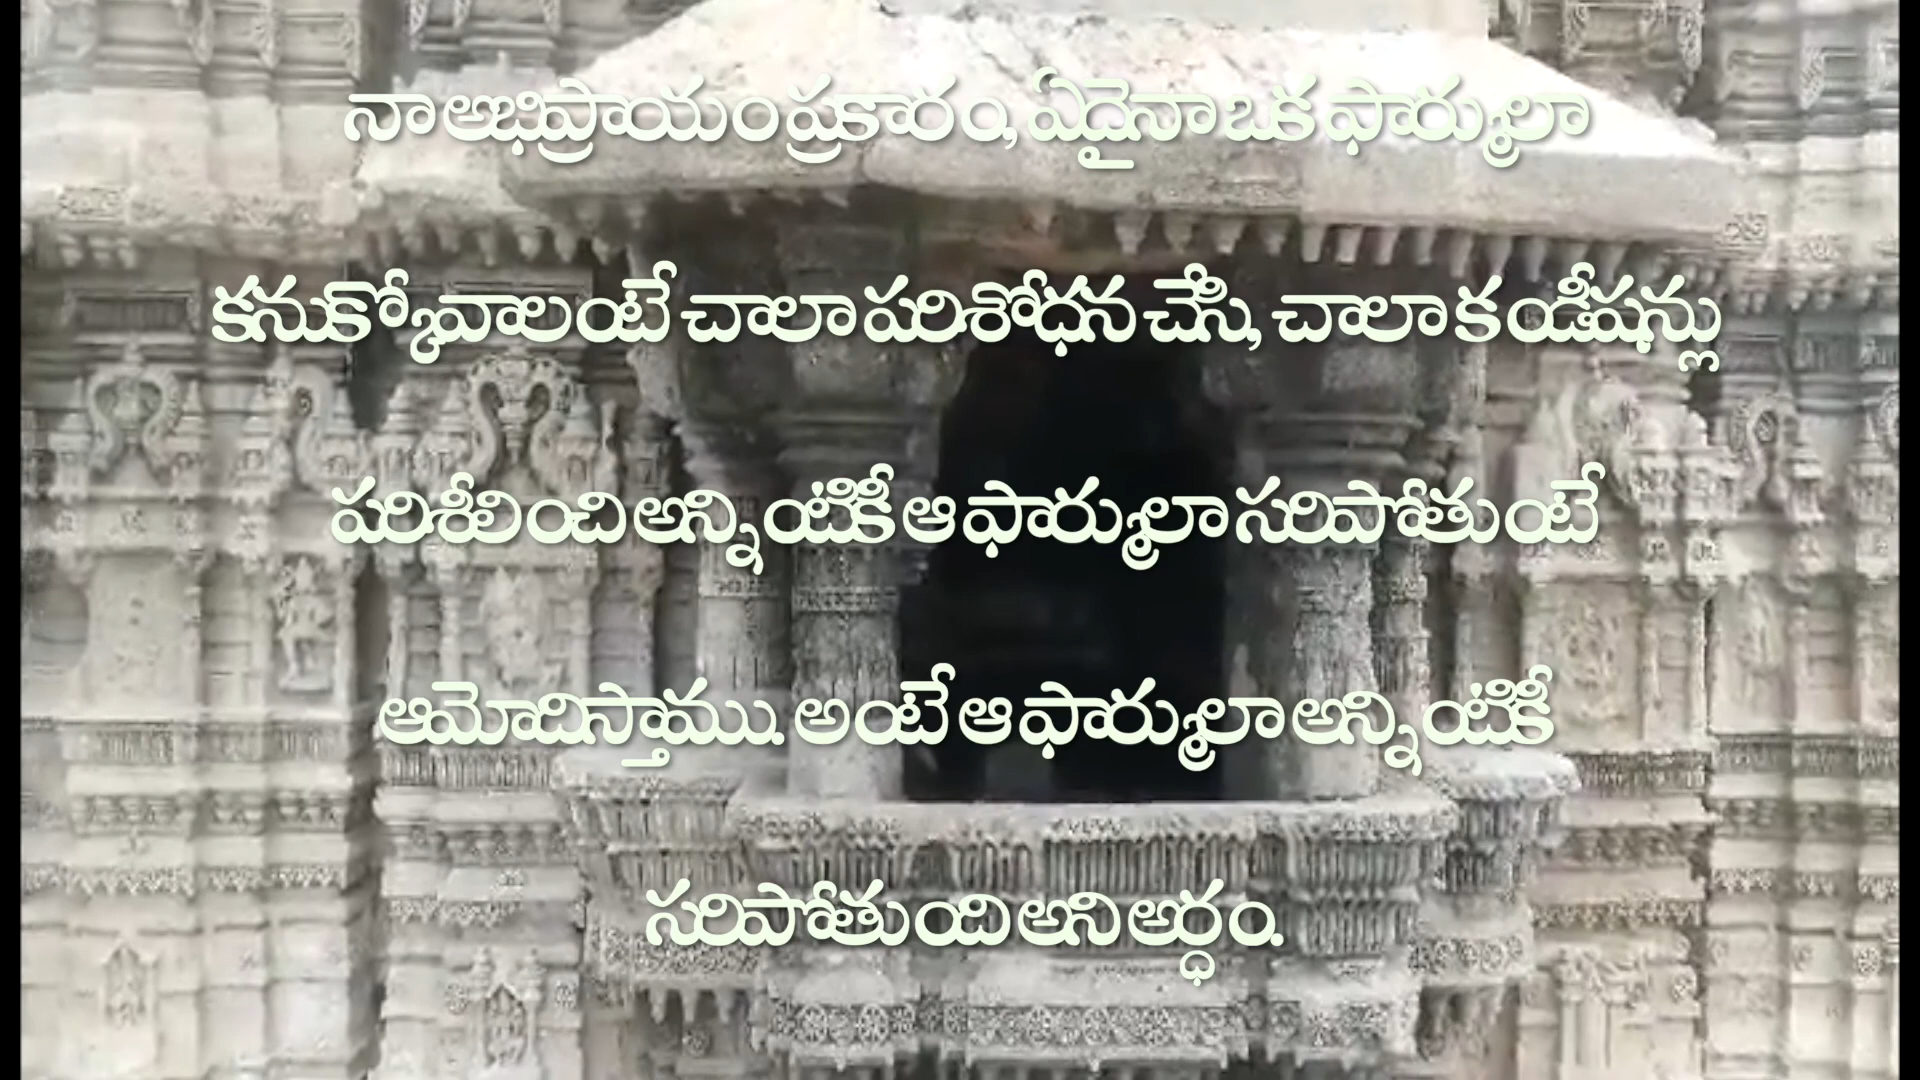 నా అభిప్రాయం ప్రకారం, ఏదైనా ఒక ఫార్ములా
కనుక్కోవాలంటే చాలా పరిశోధన చేసి, చాలా కండీషన్లు
పరిశీలించి అన్నింటికీ ఆ ఫార్ములా సరిపోతుంటే
ఆమోదిస్తాము. అంటే ఆ ఫార్ములా అన్నింటికీ
సరిపోతుంది అని అర్ధం.